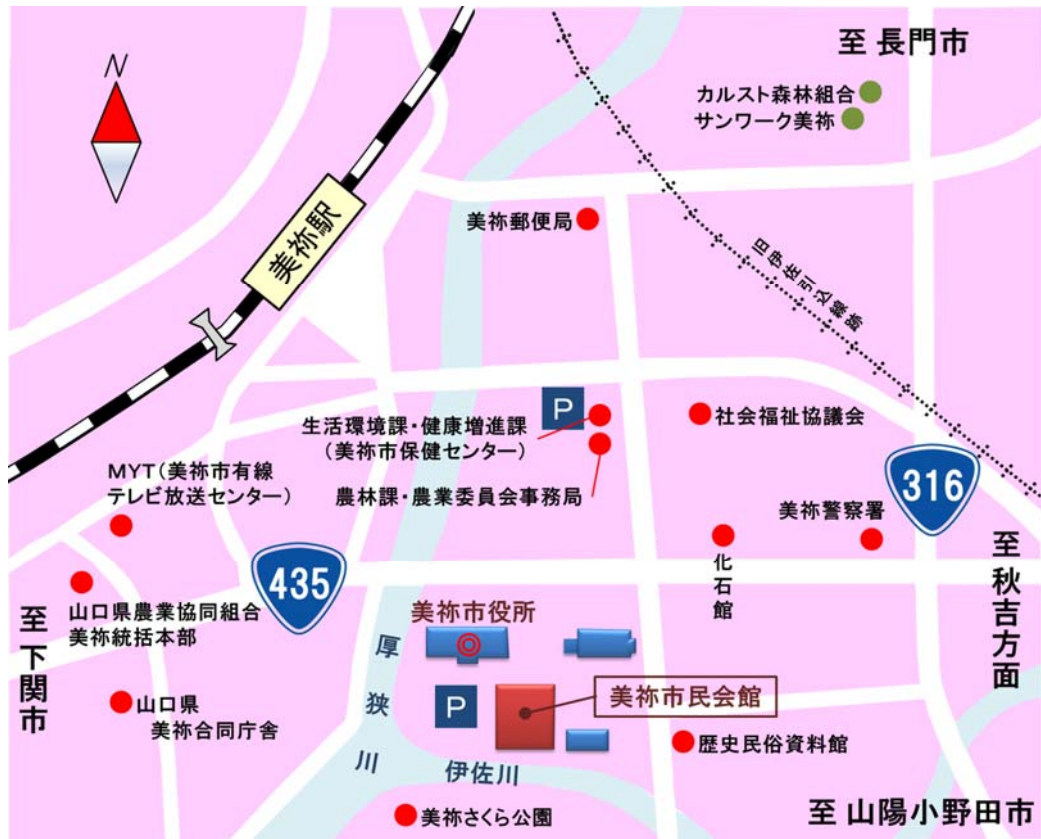 至 長門市
N
カルスト森林組合
サンワーク美祢
美祢駅
美祢郵便局
旧伊佐引込線跡
P
生活環境課・健康増進課
(美祢市保健センター)
社会福祉協議会
農林課・農業委員会事務局
MYT(美祢市有線
テレビ放送センター)
316
美祢警察署
化石館
至 秋吉方面
435
山口県農業協同組合
美祢統括本部
至 下関市
美祢市役所
厚狭川
美祢市民会館
P
山口県
美祢合同庁舎
歴史民俗資料館
伊佐川
美祢さくら公園
至 山陽小野田市